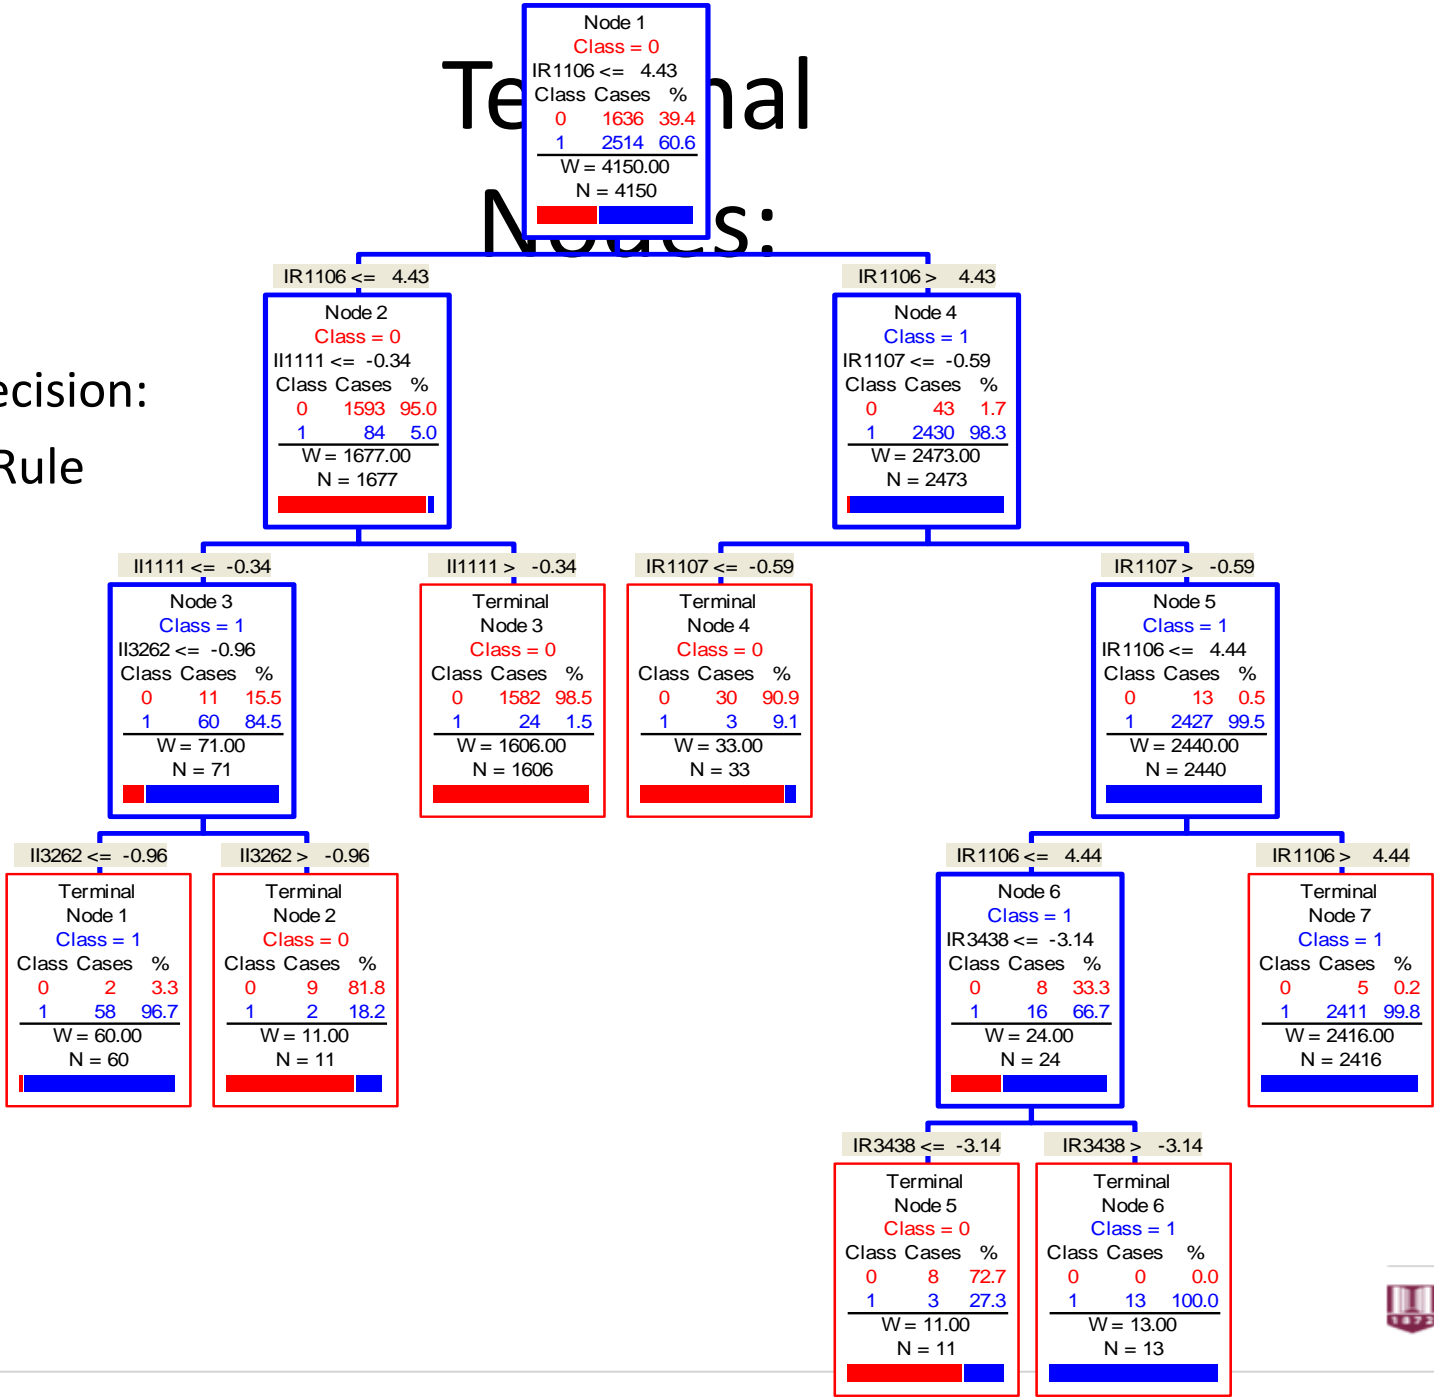 Node 1
Class = 0
IR1106 <= 4.43
Class Cases %
0 1636 39.4
1 2514 60.6
W = 4150.00
N = 4150
IR1106 <= 4.43
IR1106 > 4.43
Node 2
Class = 0
II1111 <= -0.34
Class Cases %
0 1593 95.0
1 84 5.0
W = 1677.00
N = 1677
Node 4
Class = 1
IR1107 <= -0.59
Class Cases %
0 43 1.7
1 2430 98.3
W = 2473.00
N = 2473
ecision:
Rule
II1111 <= -0.34
II1111 > -0.34
IR1107 <= -0.59
IR1107 > -0.59
Node 3
Class = 1
II3262 <= -0.96
Class Cases %
0 11 15.5
1 60 84.5
W = 71.00
N = 71
Terminal
Node 3
Class = 0
Class Cases %
0 1582 98.5
1 24 1.5
W = 1606.00
N = 1606
Terminal
Node 4
Class = 0
Class Cases %
0 30 90.9
1 3 9.1
W = 33.00
N = 33
Node 5
Class = 1
IR1106 <= 4.44
Class Cases %
0 13 0.5
1 2427 99.5
W = 2440.00
N = 2440
II3262 <= -0.96
II3262 > -0.96
IR1106 <= 4.44
IR1106 > 4.44
Terminal
Node 1
Class = 1
Class Cases %
0 2 3.3
1 58 96.7
W = 60.00
N = 60
Terminal
Node 2
Class = 0
Class Cases %
0 9 81.8
1 2 18.2
W = 11.00
N = 11
Node 6
Class = 1
IR3438 <= -3.14
Class Cases %
0 8 33.3
1 16 66.7
W = 24.00
N = 24
Terminal
Node 7
Class = 1
Class Cases %
0 5 0.2
1 2411 99.8
W = 2416.00
N = 2416
IR3438 <= -3.14
IR3438 > -3.14
Terminal
Node 5
Class = 0
Class Cases %
0 8 72.7
1 3 27.3
W = 11.00
N = 11
Terminal
Node 6
Class = 1
Class Cases %
0 0 0.0
1 13 100.0
W = 13.00
N = 13
1872